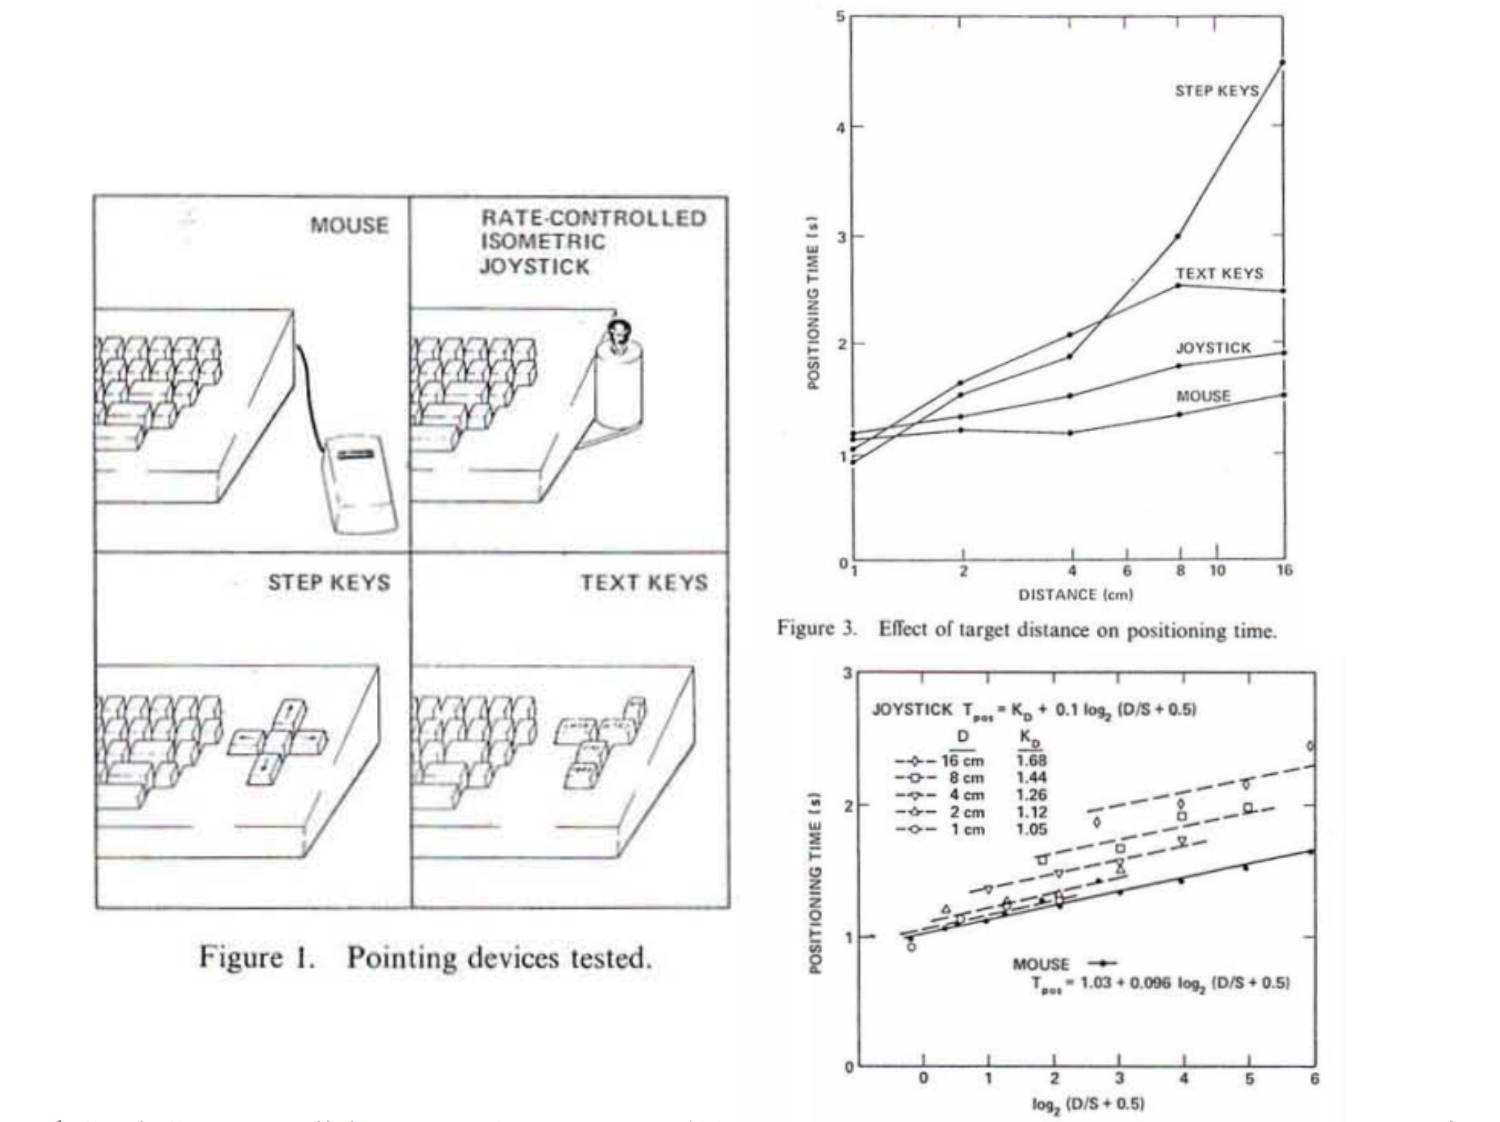 MOUSE
RATE-CONTROLLED
ISOMETRIC
JOYSTICK
STEP KEYS
TEXT KEYS
Figure 1. Pointing devices tested.
5
4
3
2
1
0
POSITIONING TIME (s)
STEP KEYS
TEXT KEYS
JOYSTICK
MOUSE
1 2 4 6 8 10 16
DISTANCE (cm)
Figure 3. Effect of target distance on positioning time.
3
2
1
0
POSITIONING TIME (s)
JOYSTICK Tpos = KD + 0.1 log2 (D/S + 0.5)
D KD
16 cm 1.68
8 cm 1.44
4 cm 1.26
2 cm 1.12
1 cm 1.05
MOUSE
Tpos = 1.03 + 0.096 log2 (D/S + 0.5)
0 1 2 3 4 5 6
log2 (D/S + 0.5)